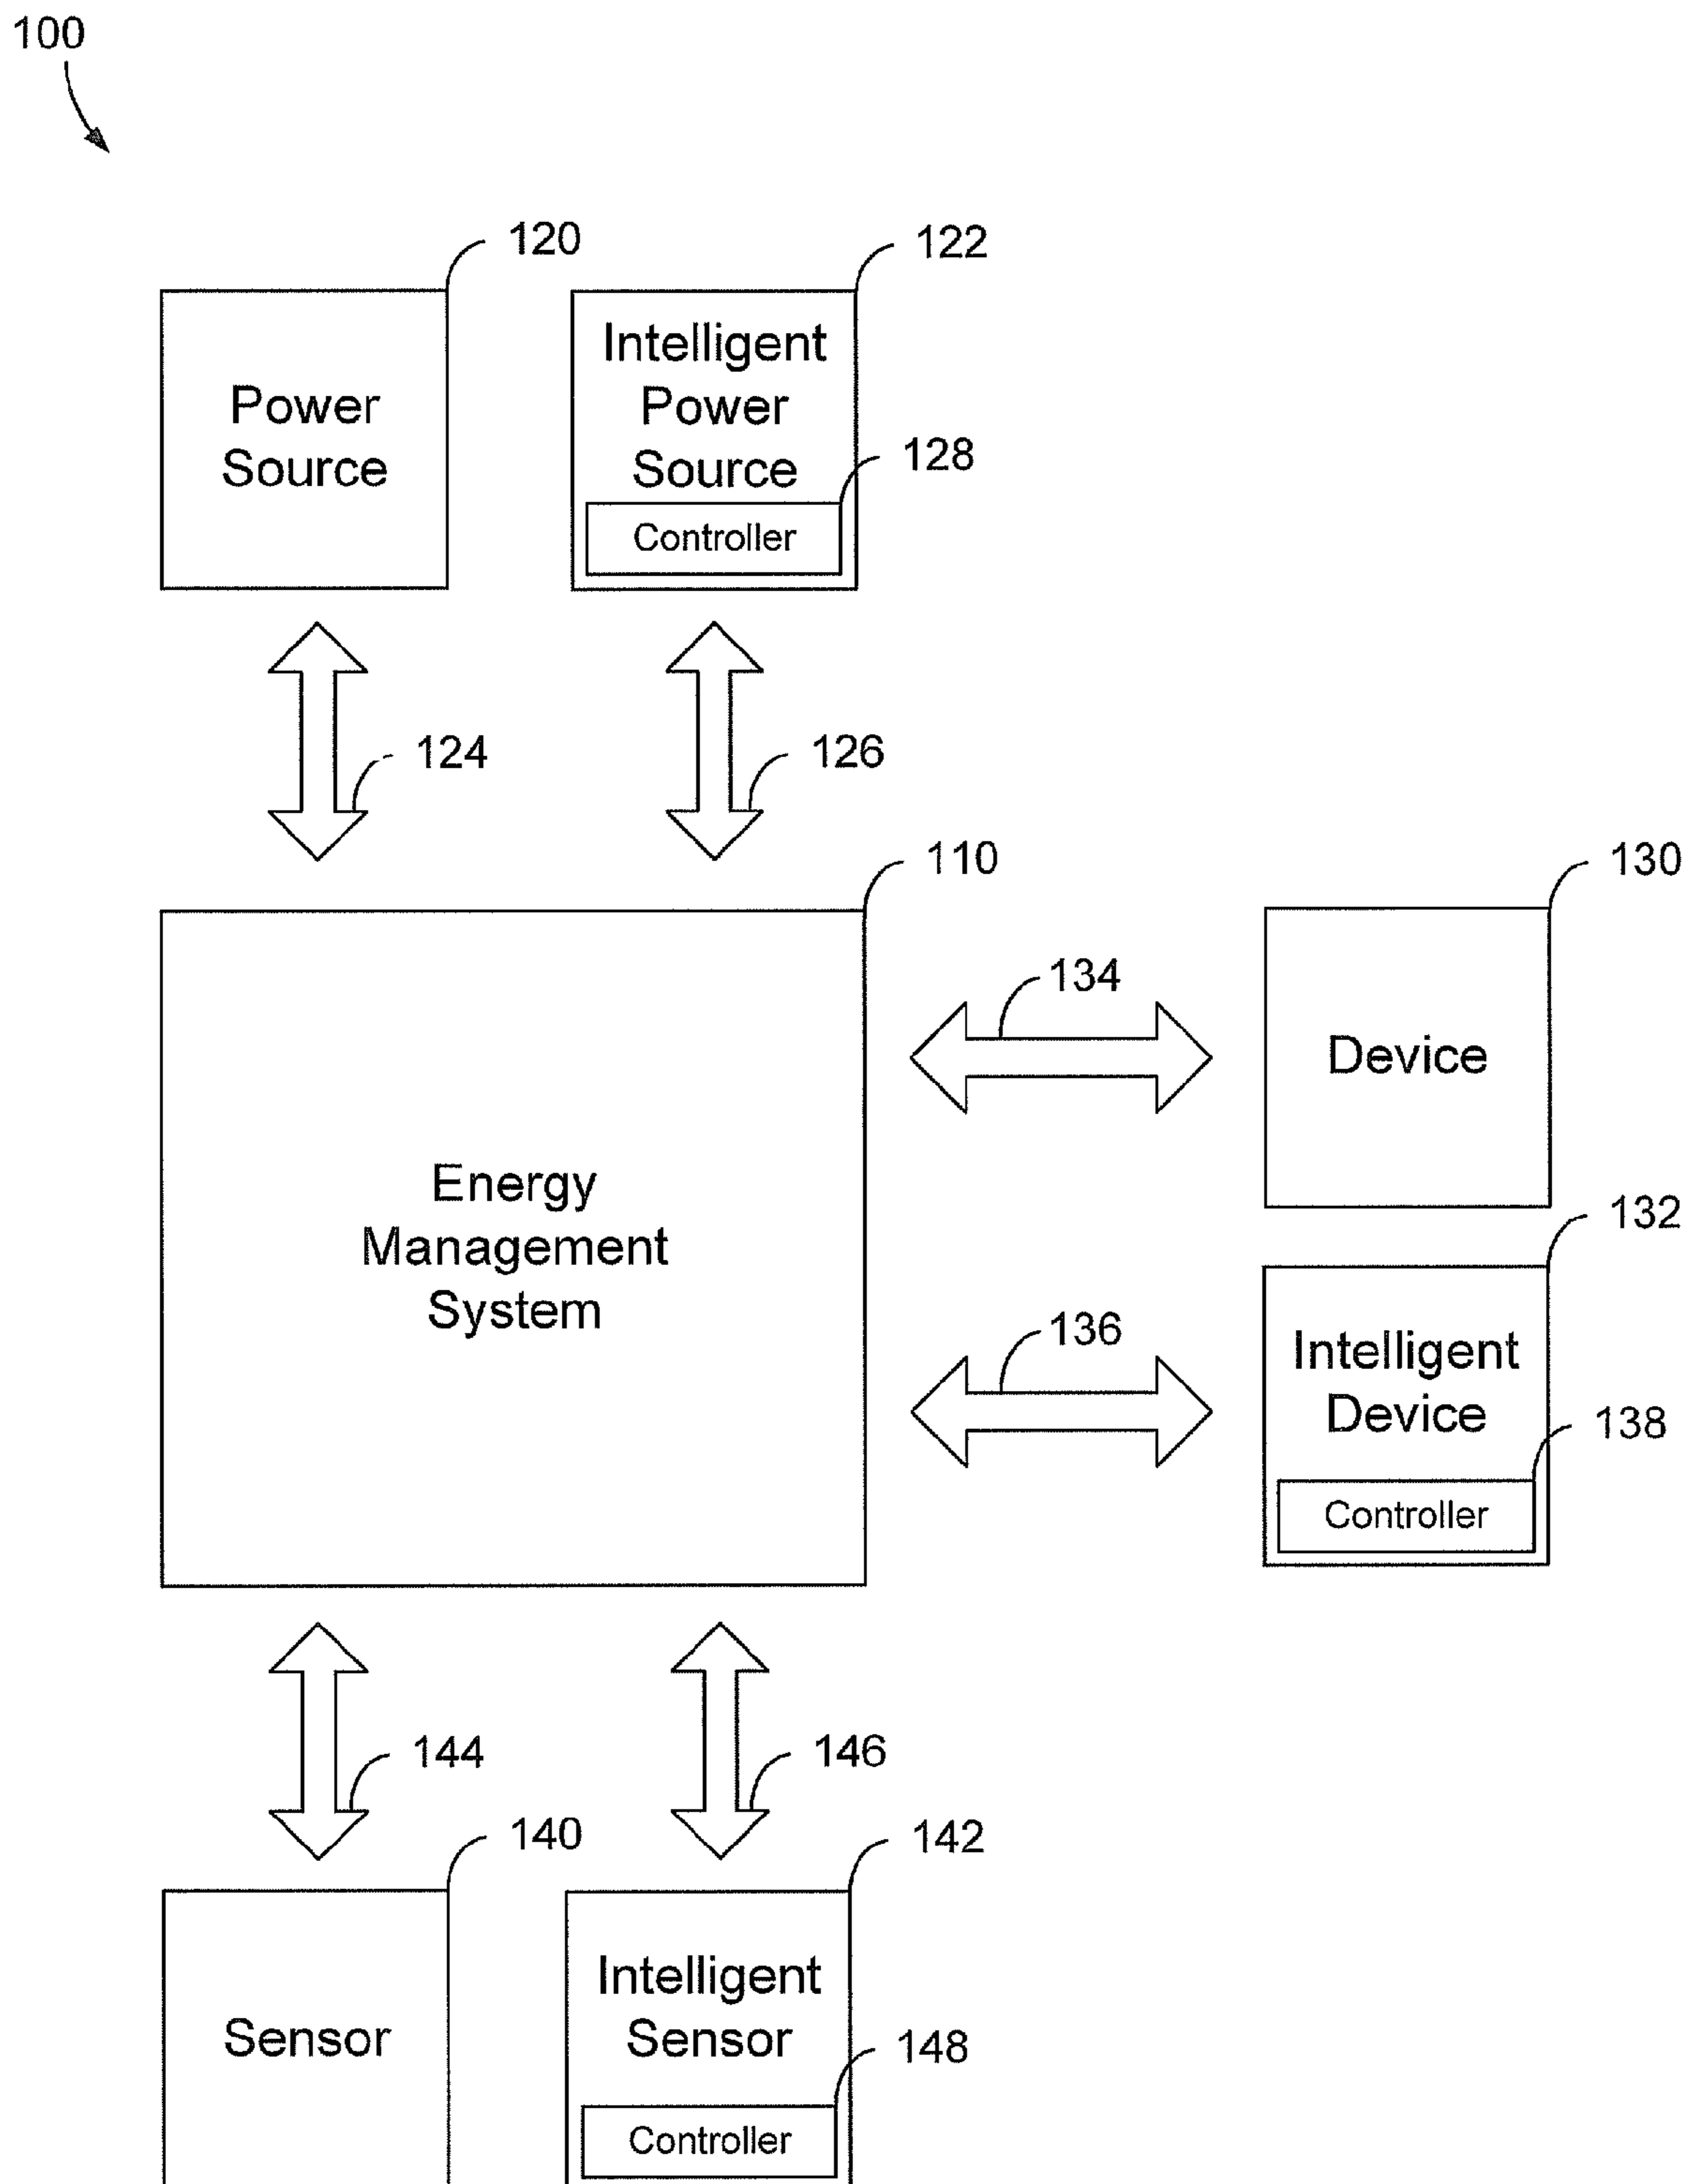 100
120
122
Power
Source
Intelligent
Power
Source
128
Controller
124
126
110
130
134
Device
Energy
Management
System
132
136
Intelligent
Device
138
Controller
144
146
140
142
Sensor
Intelligent
Sensor
148
Controller